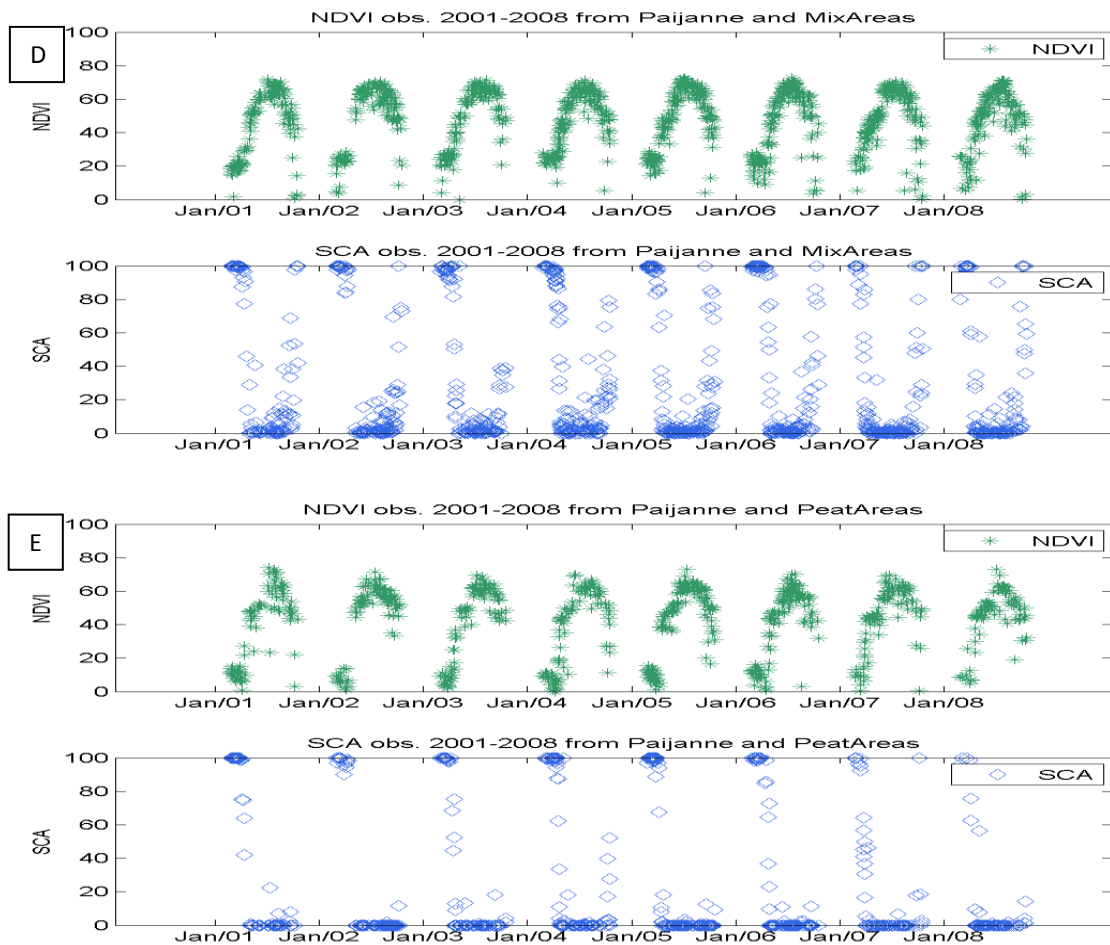 D
NDVI obs. 2001-2008 from Paijanne and MixAreas
100
80
60
40
20
0
NDVI
NDVI
Jan/01 Jan/02 Jan/03 Jan/04 Jan/05 Jan/06 Jan/07 Jan/08
SCA obs. 2001-2008 from Paijanne and MixAreas
100
80
60
40
20
0
SCA
SCA
Jan/01 Jan/02 Jan/03 Jan/04 Jan/05 Jan/06 Jan/07 Jan/08
E
NDVI obs. 2001-2008 from Paijanne and PeatAreas
100
80
60
40
20
0
NDVI
NDVI
Jan/01 Jan/02 Jan/03 Jan/04 Jan/05 Jan/06 Jan/07 Jan/08
SCA obs. 2001-2008 from Paijanne and PeatAreas
100
80
60
40
20
0
SCA
SCA
Jan/01 Jan/02 Jan/03 Jan/04 Jan/05 Jan/06 Jan/07 Jan/08